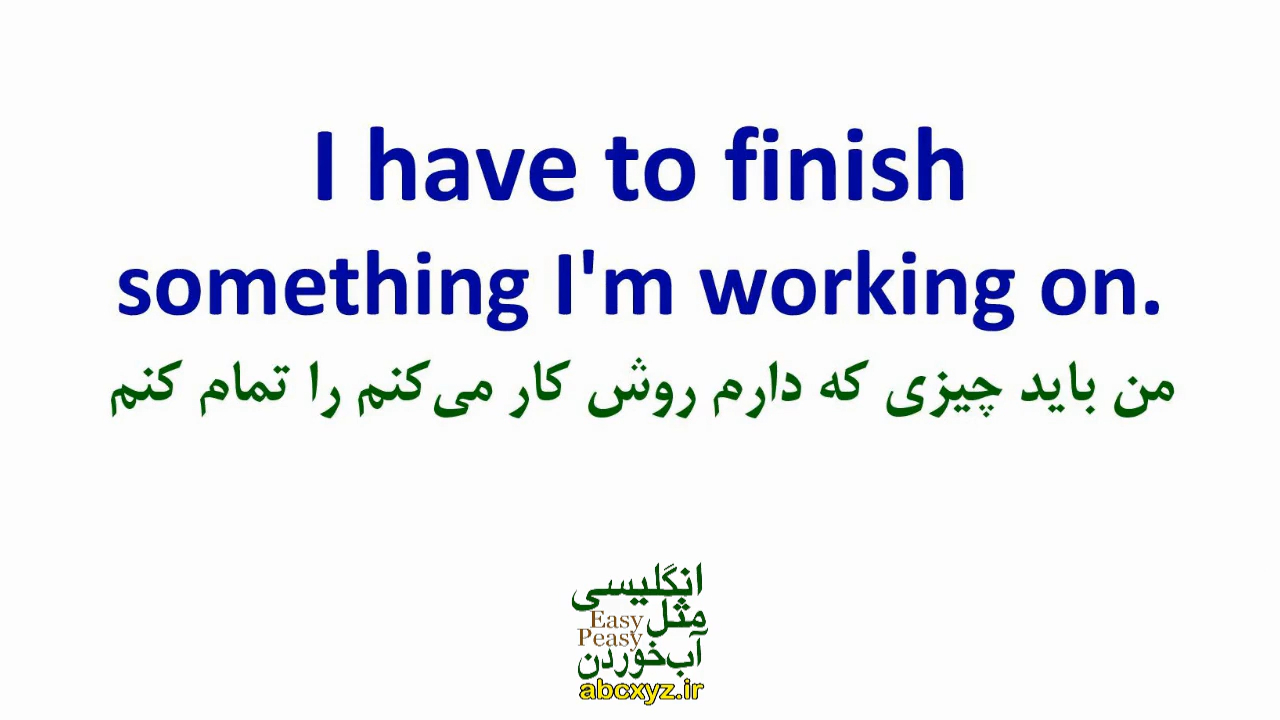 I have to finish
something I'm working on.
من باید چیزی که دارم روش کار می‌کنم را تمام کنم
انگلیسی
مثل
Easy
Peasy
آب‌خوردن
abcxyz.ir